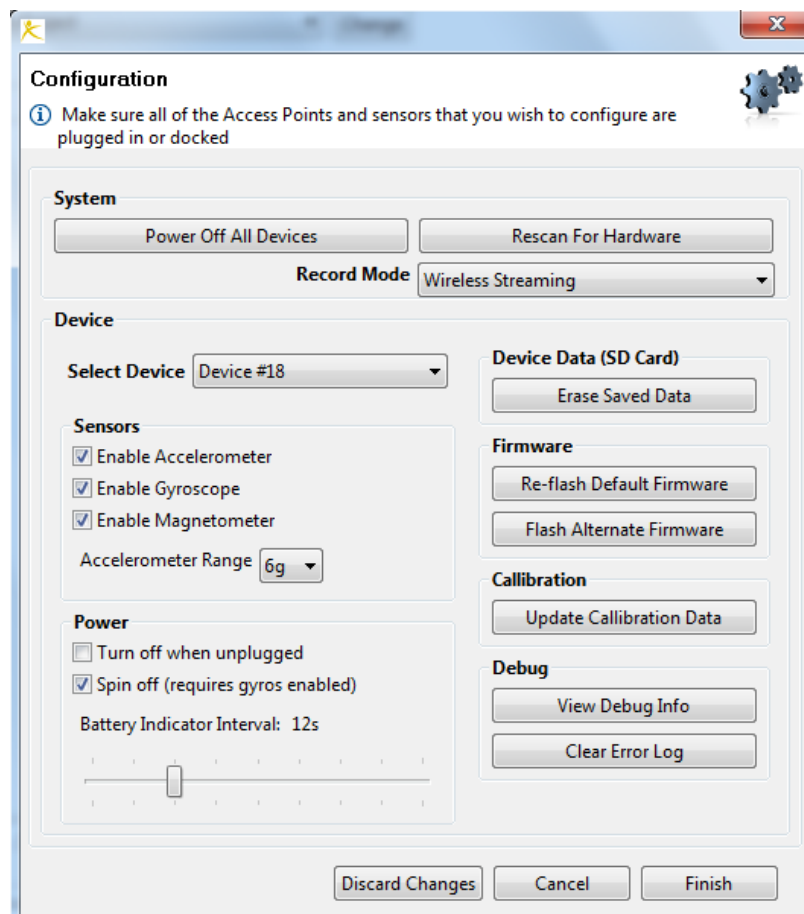 Configuration
Make sure all of the Access Points and sensors that you wish to configure are
plugged in or docked
System
Power Off All Devices
Rescan For Hardware
Record Mode Wireless Streaming
Device
Select Device Device #18
Sensors
Enable Accelerometer
Enable Gyroscope
Enable Magnetometer
Accelerometer Range 6g
Power
Turn off when unplugged
Spin off (requires gyros enabled)
Battery Indicator Interval: 12s
Device Data (SD Card)
Erase Saved Data
Firmware
Re-flash Default Firmware
Flash Alternate Firmware
Callibration
Update Callibration Data
Debug
View Debug Info
Clear Error Log
Discard Changes
Cancel
Finish